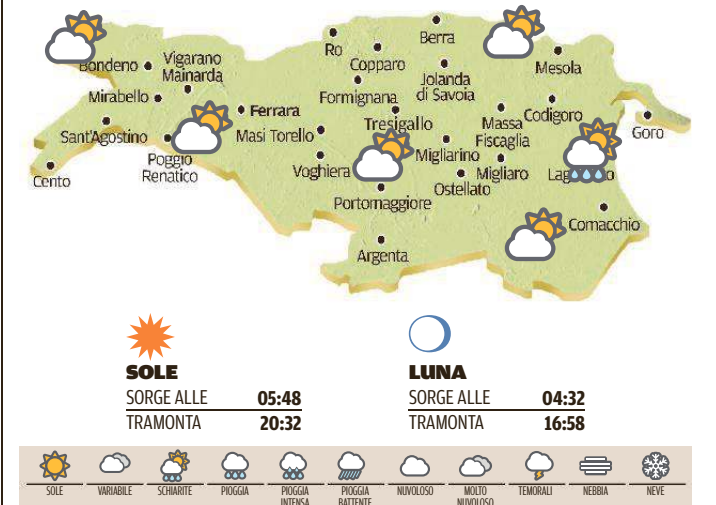 Berra
Ro
Copparo
Bondeno
Vigarano
Mainarda
Mesola
Jolanda
di Savoia
Mirabello
Formignana
Ferrara
Tresigallo
Massa
Fiscaglia
Codigoro
Goro
Sant'Agostino
Masi Torello
Poggio
Renatico
Migliarino
Cento
Voghiera
Migliaro
Ostellato
Portomaggiore
Comacchio
Argenta
SOLE
SORGE ALLE 05:48
TRAMONTA 20:32
LUNA
SORGE ALLE 04:32
TRAMONTA 16:58
SOLE
VARIABILE
SCHIARITE
PIOGGIA
PIOGGIA
INTENSA
PIOGGIA
BATTENTE
NUVOLOSO
MOLTO
NUVOLOSO
TEMORALI
NEBBIA
NEVE